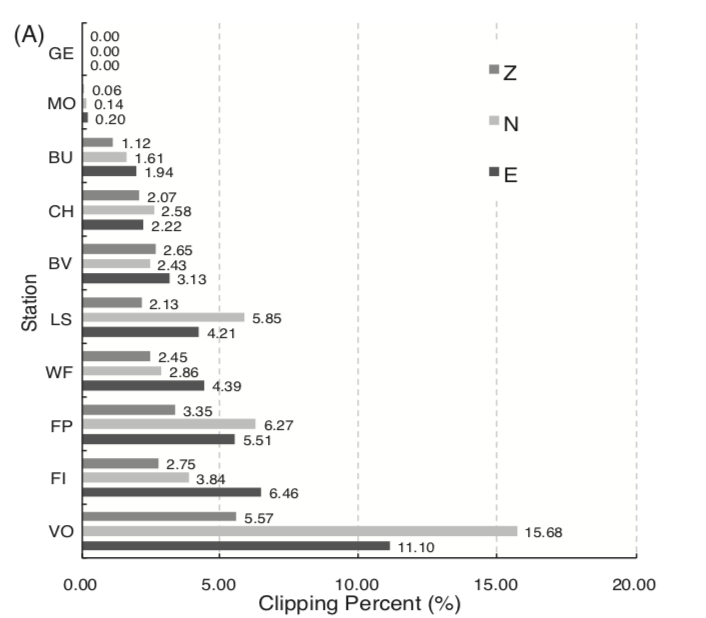 (A)
GE
0.00
0.00
0.00
MO
0.06
0.14
0.20
BU
1.12
1.61
1.94
CH
2.07
2.58
2.22
BV
2.65
2.43
3.13
LS
2.13
5.85
4.21
WF
2.45
2.86
4.39
FP
3.35
6.27
5.51
FI
2.75
3.84
6.46
VO
5.57
15.68
11.10
Z
N
E
Station
0.00 5.00 10.00 15.00 20.00
Clipping Percent (%)